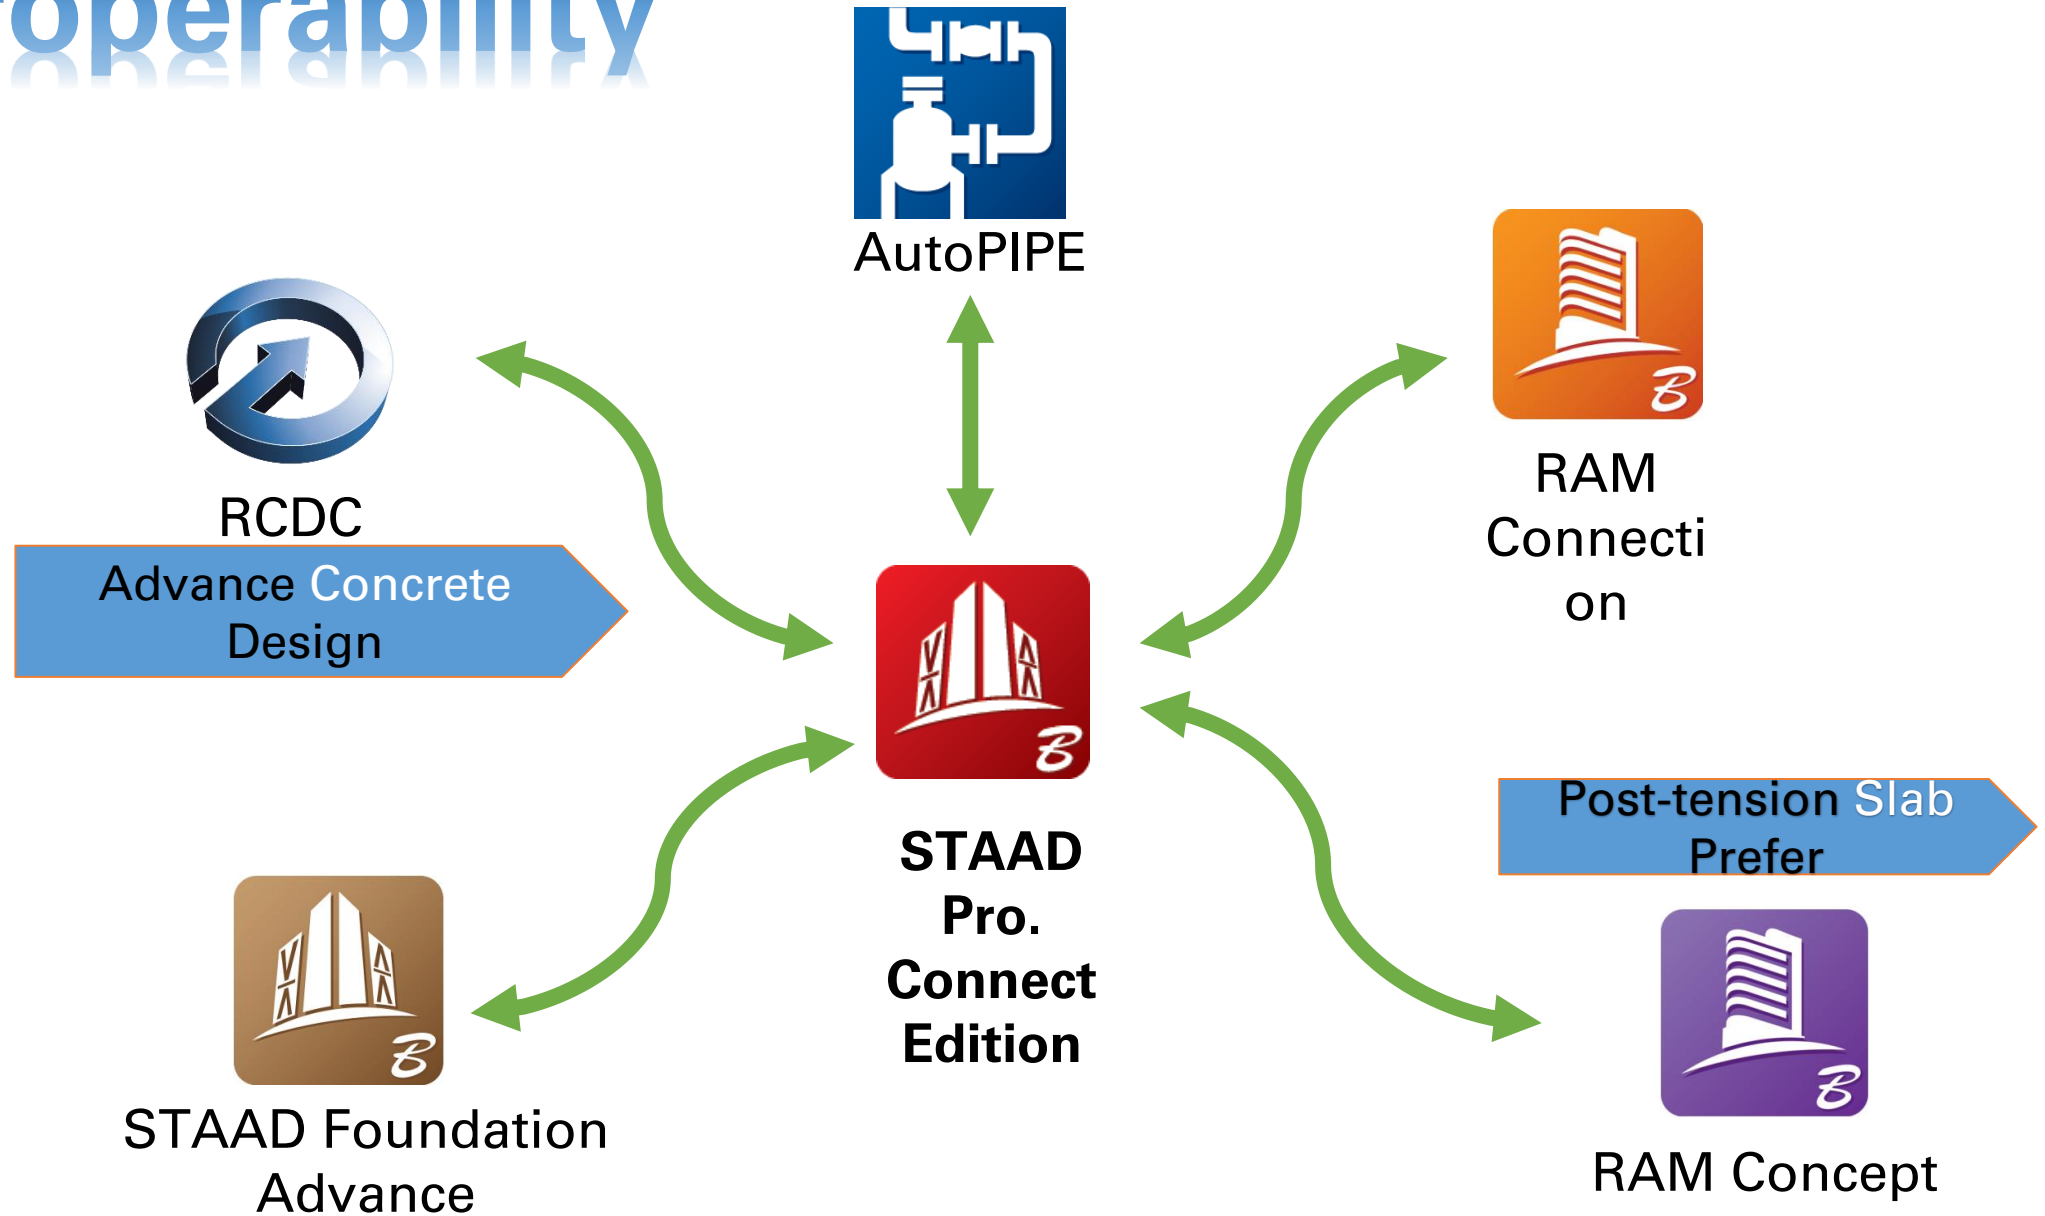 operability
AutoPIPE
RCDC
Advance Concrete
Design
RAM
Connecti
on
STAAD
Pro.
Connect
Edition
Post-tension Slab
Prefer
STAAD Foundation
Advance
RAM Concept